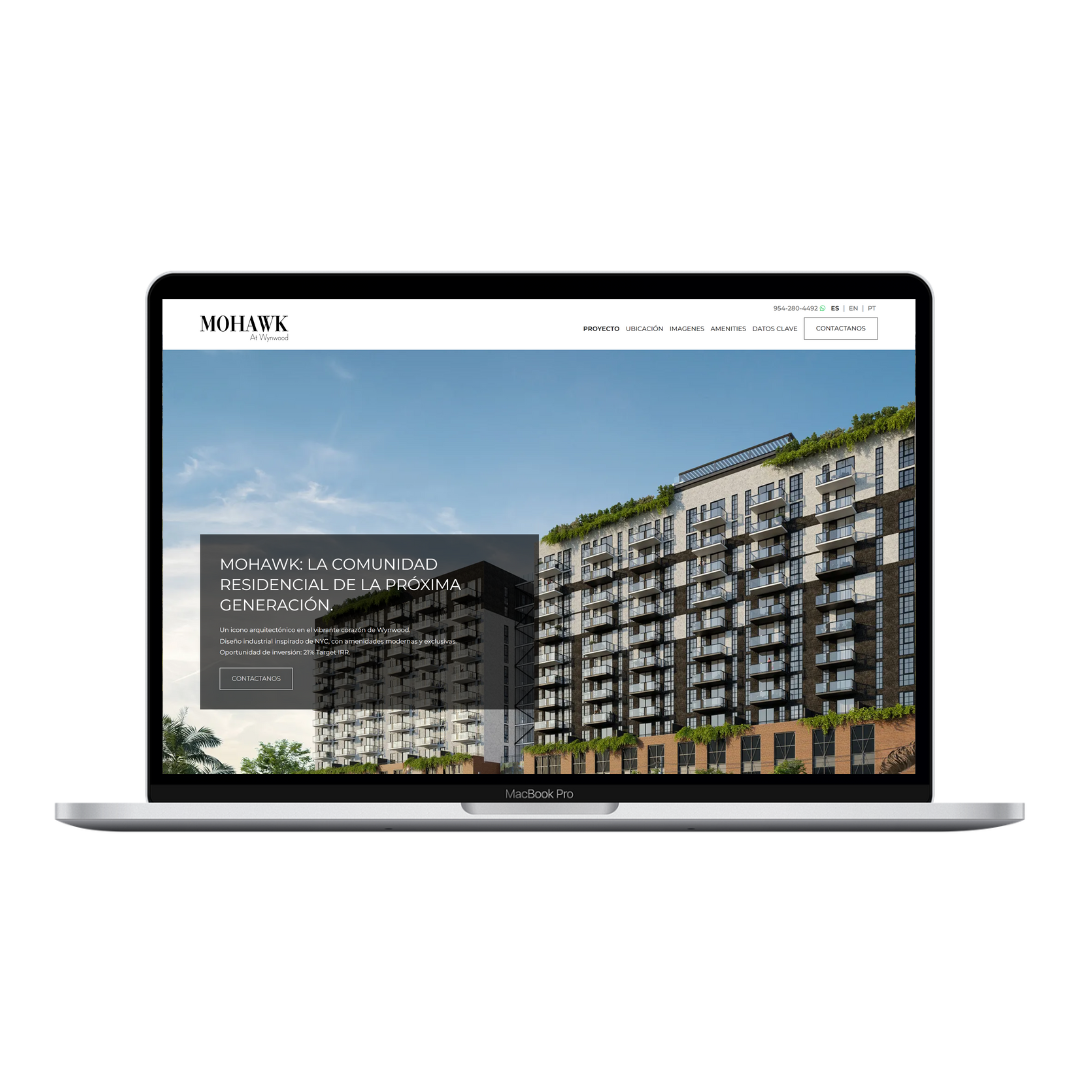 954-280-4492 ES | EN | PT
MOHAWK
At Wynwood
PROYECTO UBICACIÓN IMAGENES AMENITIES DATOS CLAVE CONTACTANOS
MOHAWK: LA COMUNIDAD
RESIDENCIAL DE LA PRÓXIMA
GENERACIÓN.
Un icono arquitectónico en el vibrante corazón de Wynwood.
Diseño industrial inspirado de NYC, con amenidades modernas y exclusivas.
Oportunidad de inversión: 21% Target IRR.
CONTACTANOS
MacBook Pro